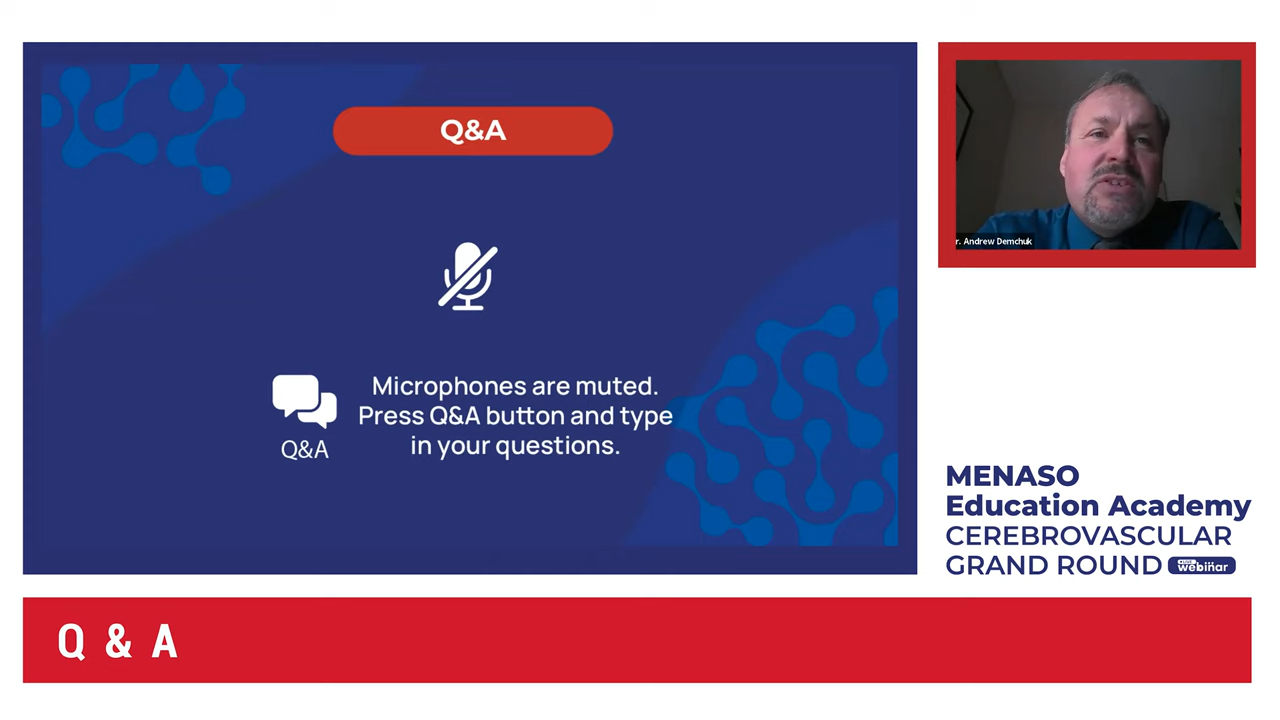 Q&A
Microphones are muted.
Press Q&A button and type
in your questions.
Q&A
r. Andrew Demchuk
MENASO
Education Academy
CEREBROVASCULAR
GRAND ROUND
webinar
Q & A